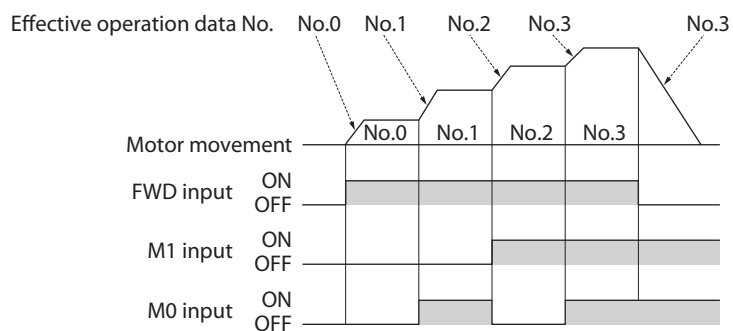 Effective operation data No. No.0 No.1 No.2 No.3 No.3
Motor movement No.0 No.1 No.2 No.3
FWD input ON
OFF
M1 input ON
OFF
M0 input ON
OFF